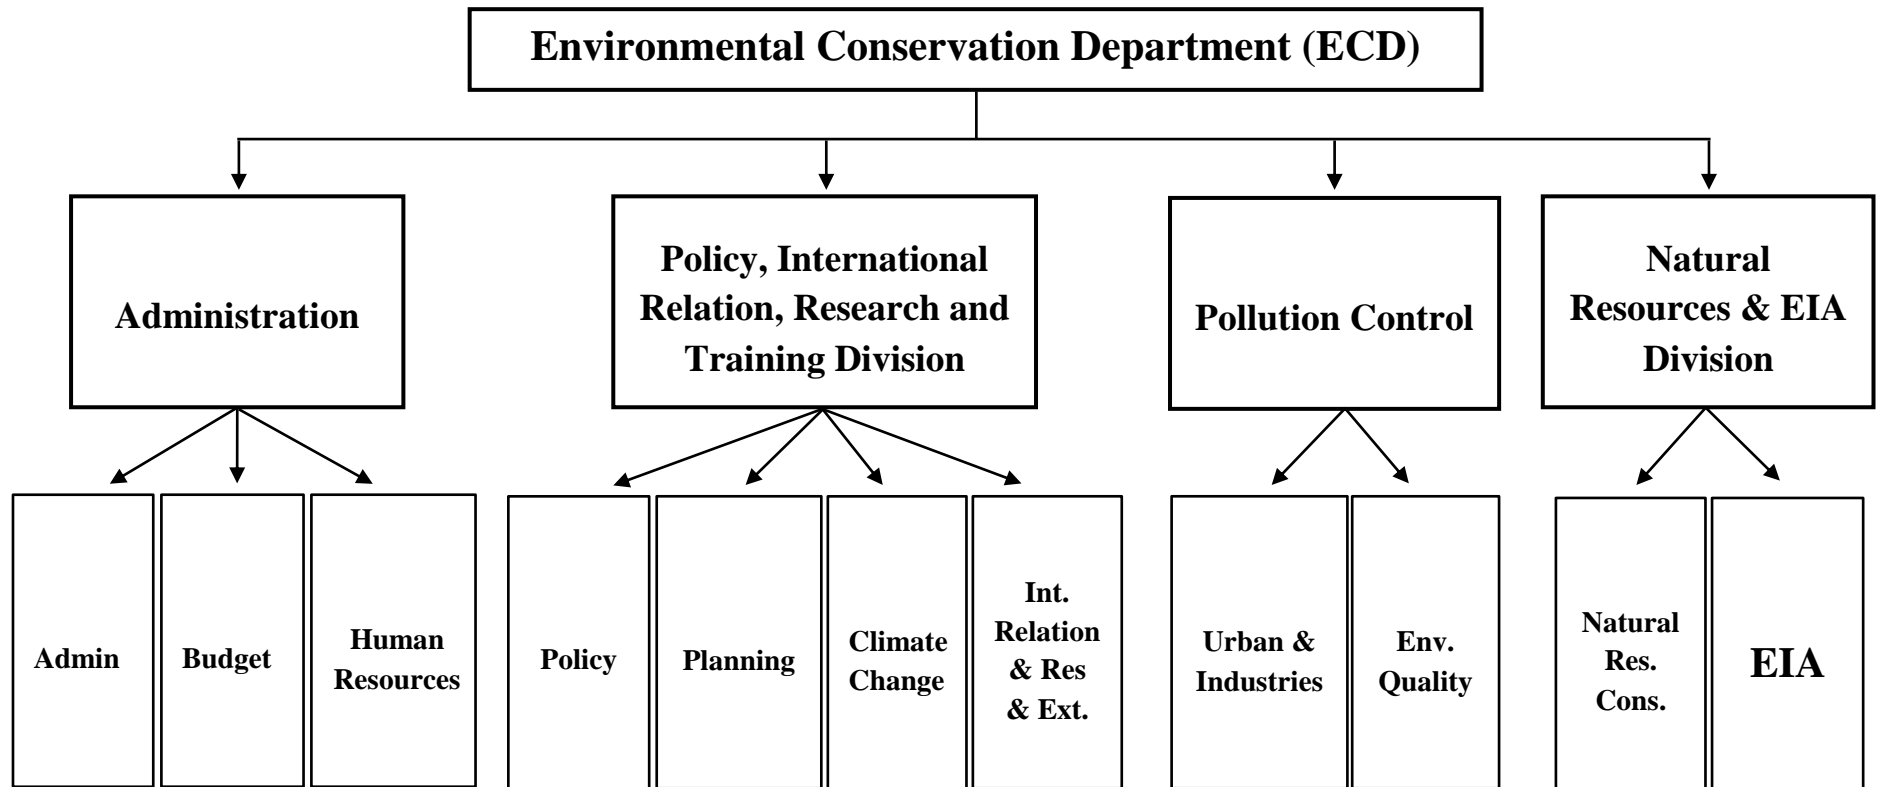 Environmental Conservation Department (ECD)
Administration
Policy, International
Relation, Research and
Training Division
Pollution Control
Natural
Resources & EIA
Division
Admin
Budget
Human
Resources
Policy
Planning
Climate
Change
Int.
Relation
& Res
& Ext.
Urban &
Industries
Env.
Quality
Natural
Res.
Cons.
EIA